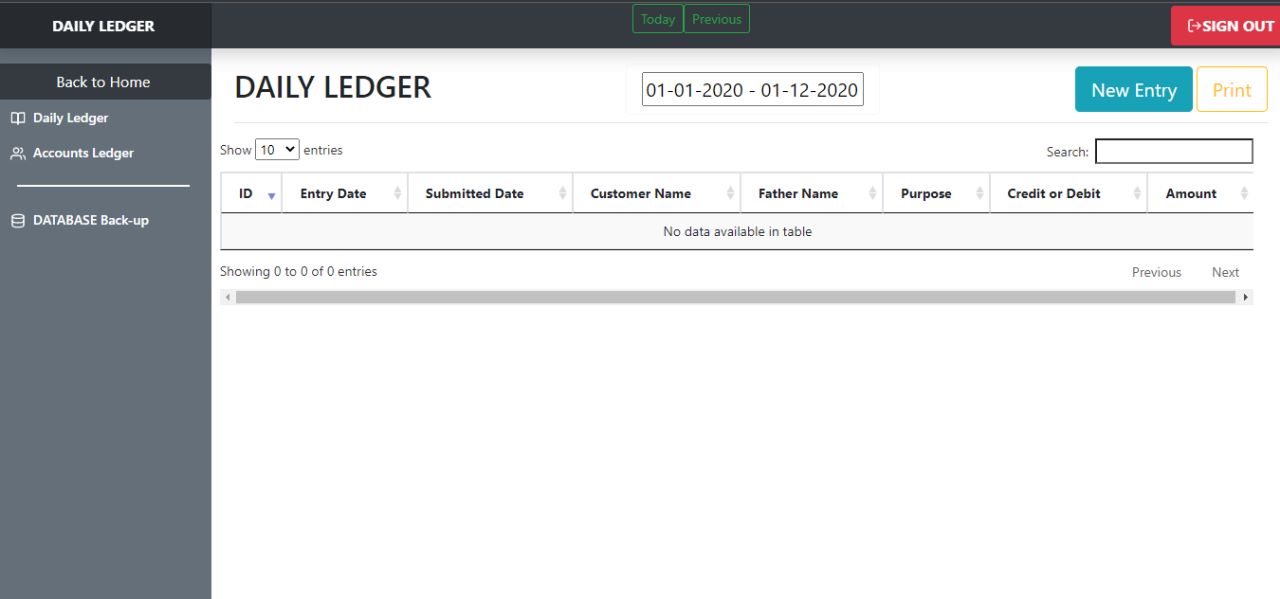 DAILY LEDGER
Today Previous
SIGN OUT
Back to Home
Daily Ledger
Accounts Ledger
DATABASE Back-up
DAILY LEDGER
01-01-2020 - 01-12-2020
New Entry Print
Show 10 entries
Search:
ID Entry Date Submitted Date Customer Name Father Name Purpose Credit or Debit Amount
No data available in table
Showing 0 to 0 of 0 entries
Previous Next